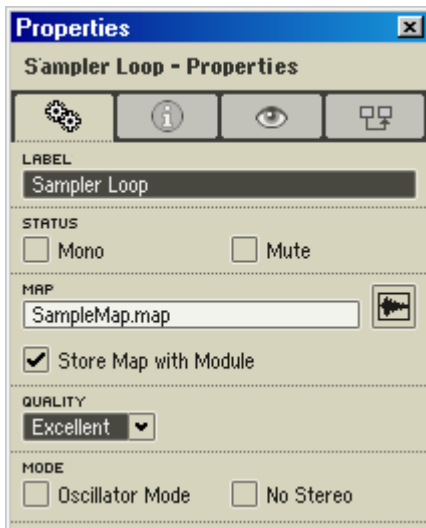 Properties
Sampler Loop - Properties
LABEL
Sampler Loop
STATUS
Mono Mute
MAP
SampleMap.map
Store Map with Module
QUALITY
Excellent
MODE
Oscillator Mode No Stereo